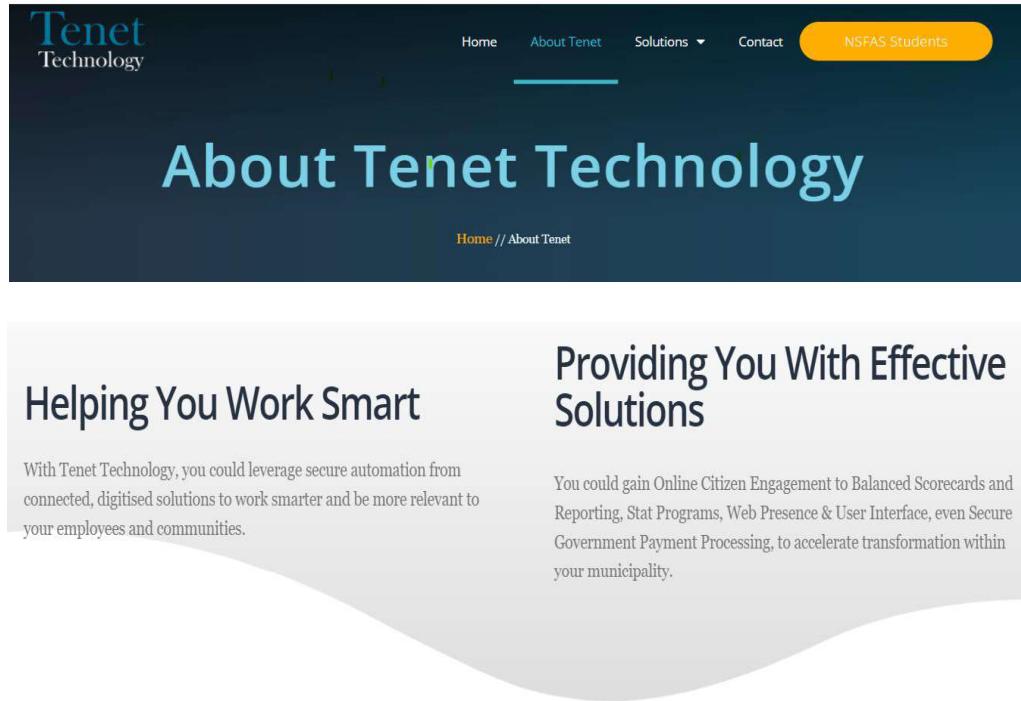 Tenet
Technology
Home About Tenet Solutions Contact NSFAS Students
About Tenet Technology
Home // About Tenet
Helping You Work Smart
With Tenet Technology, you could leverage secure automation from
connected, digitised solutions to work smarter and be more relevant to
your employees and communities.
Providing You With Effective
Solutions
You could gain Online Citizen Engagement to Balanced Scorecards and
Reporting, Stat Programs, Web Presence & User Interface, even Secure
Government Payment Processing, to accelerate transformation within
your municipality.